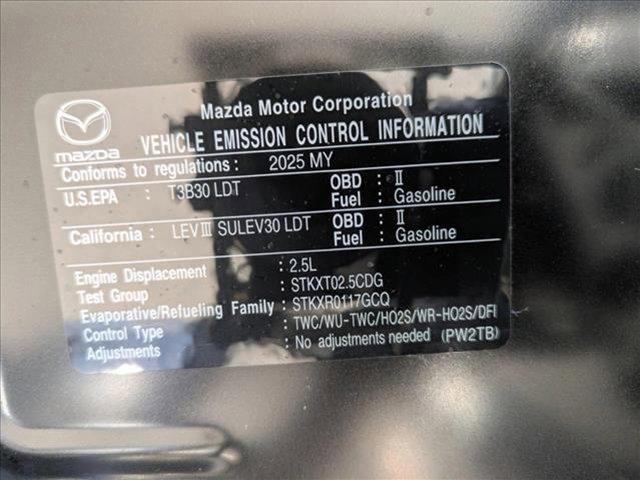 Mazda Motor Corporation
mazda
VEHICLE EMISSION CONTROL INFORMATION
Conforms to regulations : 2025 MY
U.S.EPA : T3B30 LDT OBD : II
Fuel : Gasoline
California : LEVIII SULEV30 LDT OBD : II
Fuel : Gasoline
Engine Displacement : 2.5L
Test Group : STKXT02.5CDG
Evaporative/Refueling Family : STKXR0117GCQ
Control Type : TWC/WU-TWC/HO2S/WR-HO2S/DFI
Adjustments : No adjustments needed (PW2TB)